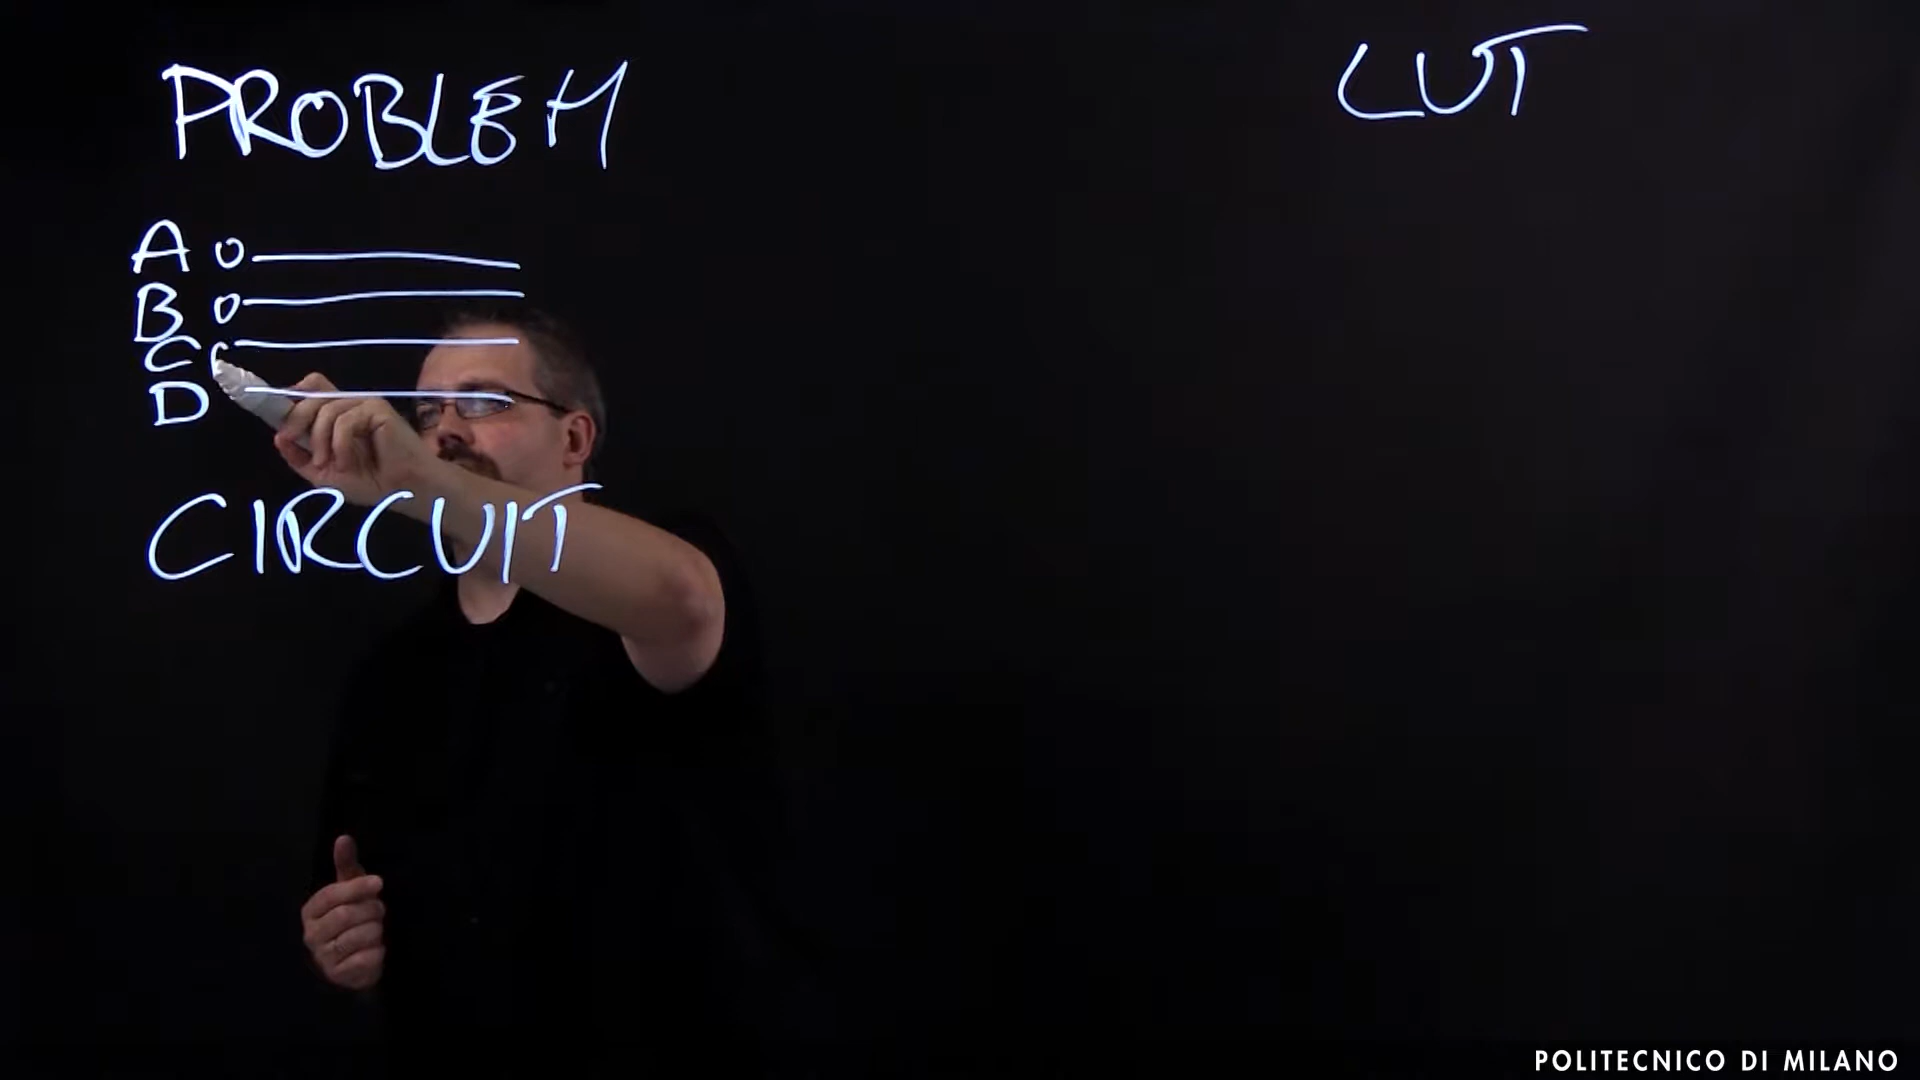 PROBLEM
LUT
A
B
C
D
CIRCUIT
POLITECNICO DI MILANO